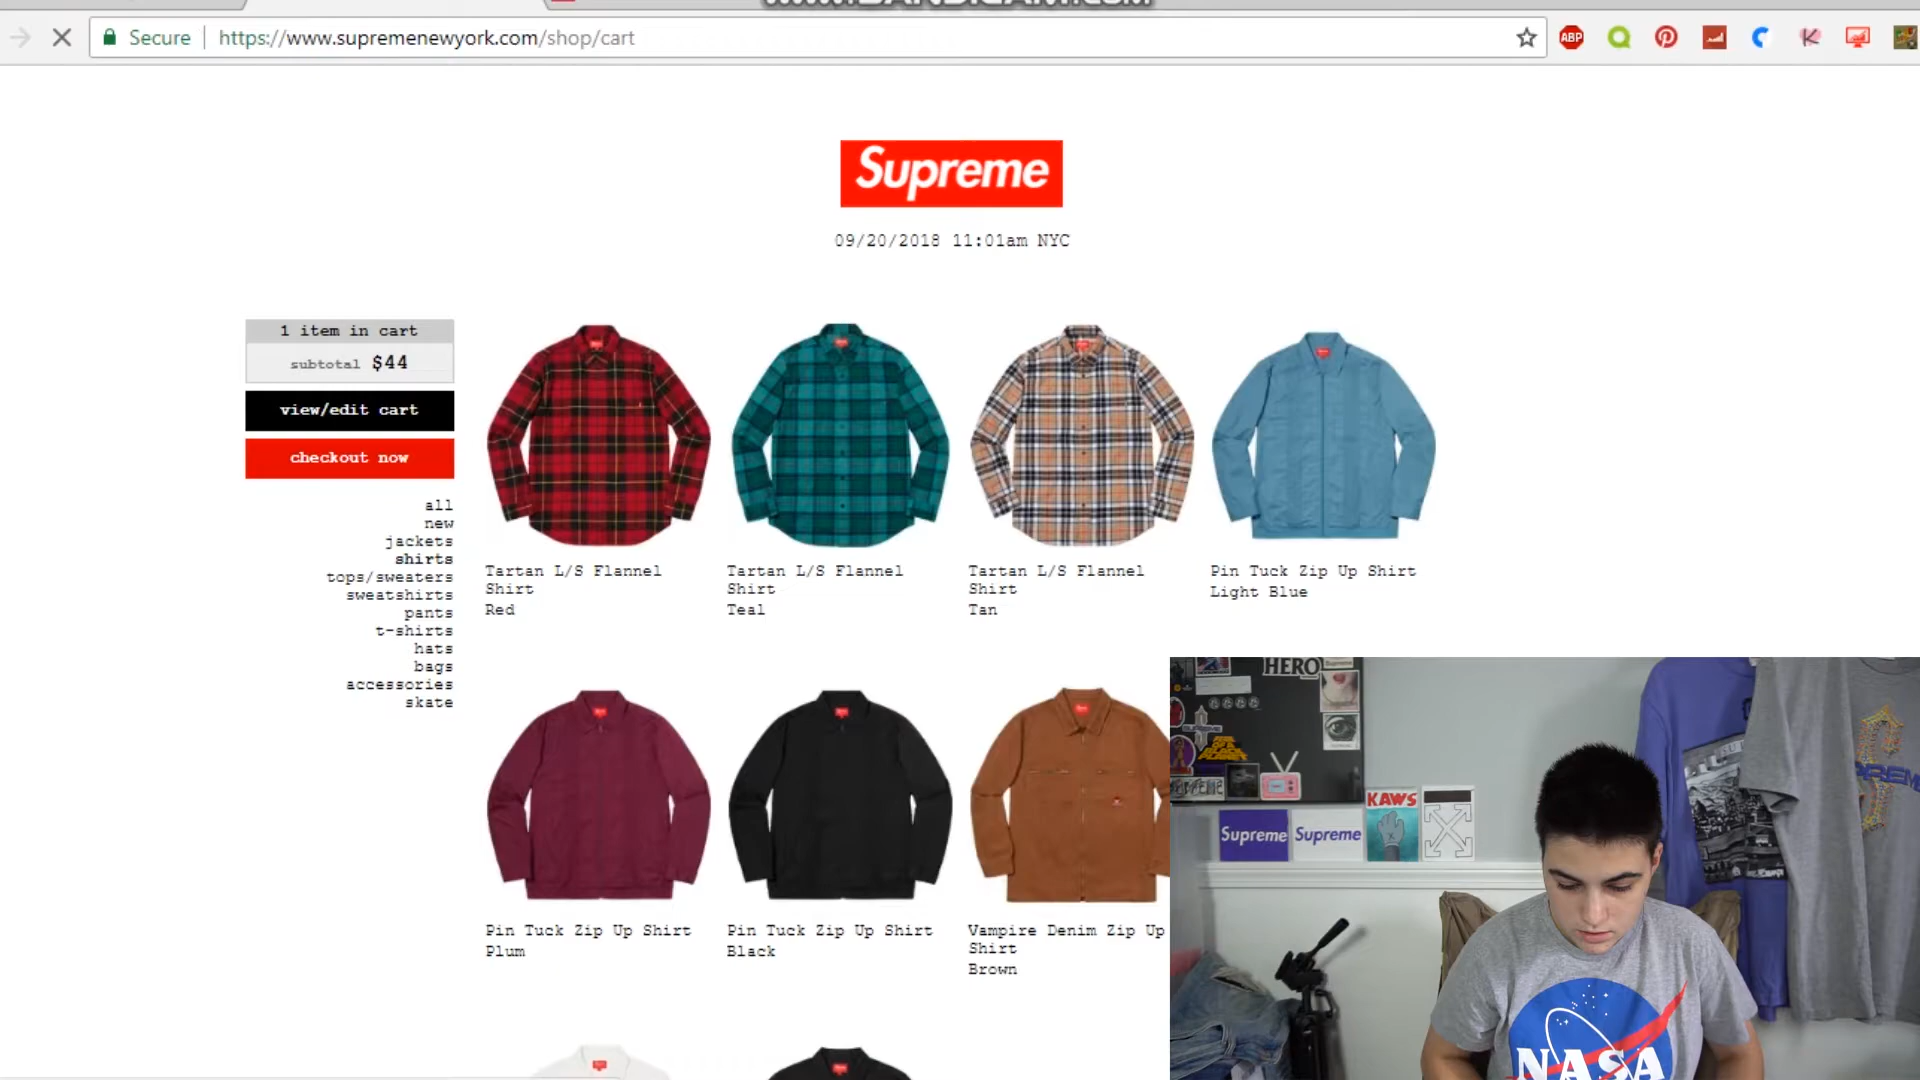 www.BANDICAM.com
Secure
https://www.supremenewyork.com/shop/cart
ABP
Supreme
09/20/2018 11:01am NYC
1 item in cart
subtotal $44
view/edit cart
checkout now
all
new
jackets
shirts
tops/sweaters
sweatshirts
pants
t-shirts
hats
bags
accessories
skate
Tartan L/S Flannel
Shirt
Red
Tartan L/S Flannel
Shirt
Teal
Tartan L/S Flannel
Shirt
Tan
Pin Tuck Zip Up Shirt
Light Blue
Pin Tuck Zip Up Shirt
Plum
Pin Tuck Zip Up Shirt
Black
Vampire Denim Zip Up
Shirt
Brown
HERO
KAWS
Supreme
Supreme
NASA